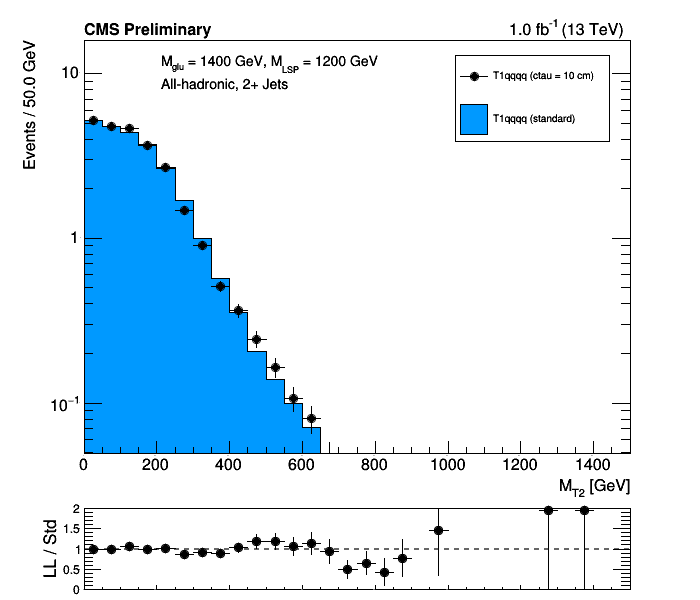 CMS Preliminary 1.0 fb⁻¹ (13 TeV)
Events / 50.0 GeV
M_glu = 1400 GeV, M_LSP = 1200 GeV
All-hadronic, 2+ Jets
T1qqqq (ctau = 10 cm)
T1qqqq (standard)
10
1
10⁻¹
0 200 400 600 800 1000 1200 1400
M_T2 [GeV]
LL / Std
2
1.5
1
0.5
0